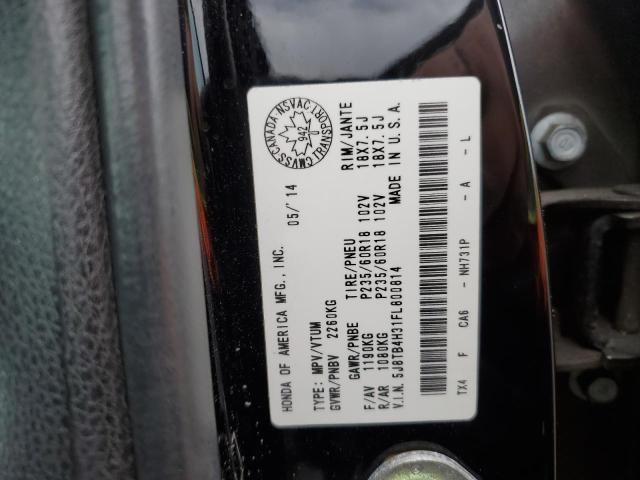 HONDA OF AMERICA MFG., INC. 05/'14
CMVSS-CANADA-NSVAC
942
TRANSPORT
TYPE: MPV/VTUM
GVWR/PNBV 2260KG
GAWR/PNBE TIRE/PNEU RIM/JANTE
F/AV 1190KG P235/60R18 102V 18X7.5J
R/AR 1080KG P235/60R18 102V 18X7.5J
V.I.N. 5J8TB4H31FL800814 MADE IN U.S.A.
TX4 F CA6 - NH731P - A - L